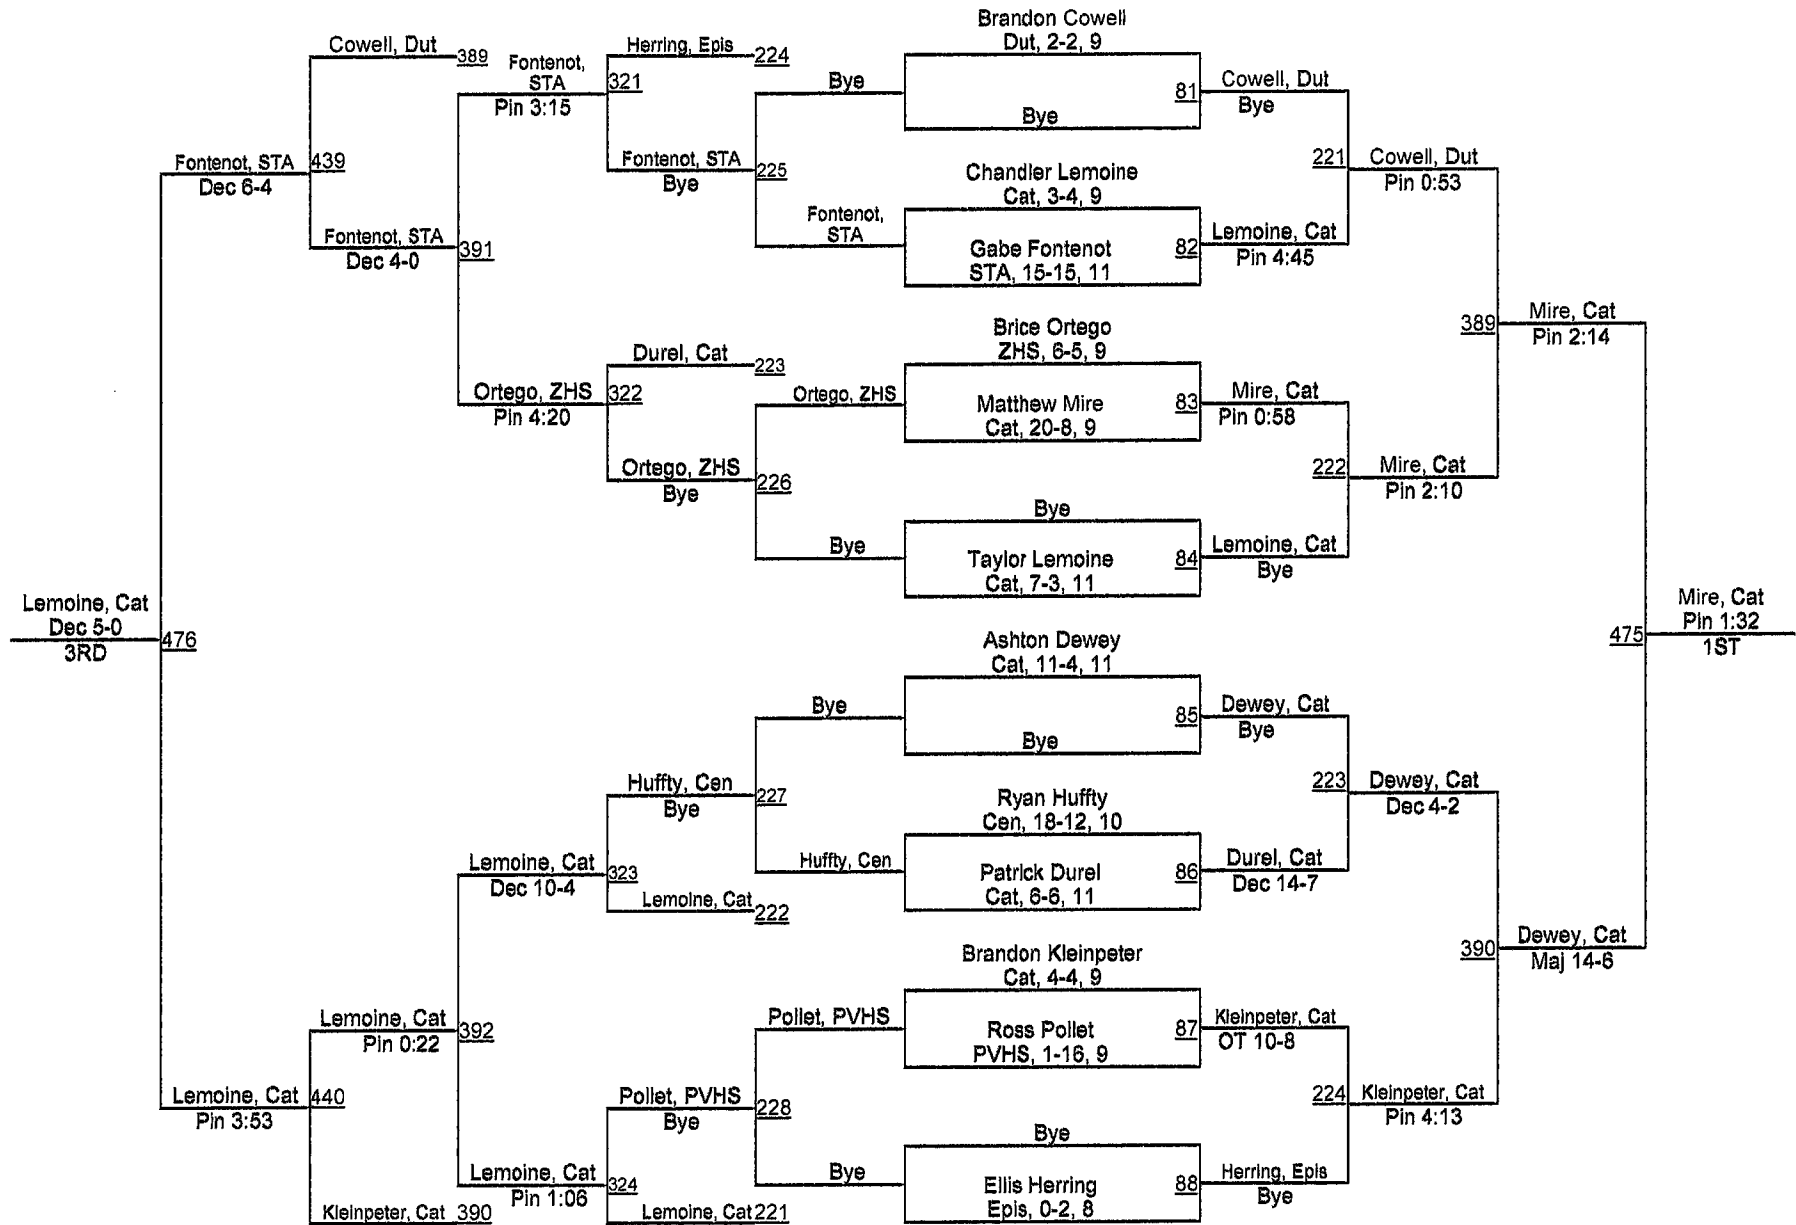 Brandon Cowell
Dut, 2-2, 9
Cowell, Dut
389
Fontenot,
STA
Pin 3:15
Herring, Epis
224
321
Bye
Bye
81
Cowell, Dut
Bye
Fontenot, STA
Dec 6-4
439
Fontenot, STA
Bye
225
Chandler Lemoine
Cat, 3-4, 9
221
Cowell, Dut
Pin 0:53
Fontenot, STA
Dec 4-0
391
Fontenot,
STA
Gabe Fontenot
STA, 15-15, 11
82
Lemoine, Cat
Pin 4:45
Brice Ortego
ZHS, 6-5, 9
389
Mire, Cat
Pin 2:14
Durel, Cat
223
Ortego, ZHS
Pin 4:20
322
Ortego, ZHS
Matthew Mire
Cat, 20-8, 9
83
Mire, Cat
Pin 0:58
Ortego, ZHS
Bye
226
222
Mire, Cat
Pin 2:10
Bye
Bye
Taylor Lemoine
Cat, 7-3, 11
84
Lemoine, Cat
Bye
Lemoine, Cat
Dec 5-0
3RD
476
475
Mire, Cat
Pin 1:32
1ST
Ashton Dewey
Cat, 11-4, 11
Bye
Bye
85
Dewey, Cat
Bye
Huffty, Cen
Bye
227
Ryan Huffty
Cen, 18-12, 10
223
Dewey, Cat
Dec 4-2
Lemoine, Cat
Dec 10-4
323
Huffty, Cen
Patrick Durel
Cat, 6-6, 11
86
Durel, Cat
Dec 14-7
Lemoine, Cat
222
Brandon Kleinpeter
Cat, 4-4, 9
390
Dewey, Cat
Maj 14-6
Lemoine, Cat
Pin 0:22
392
Pollet, PVHS
Ross Pollet
PVHS, 1-16, 9
87
Kleinpeter, Cat
OT 10-8
Lemoine, Cat
Pin 3:53
440
Pollet, PVHS
Bye
228
224
Kleinpeter, Cat
Pin 4:13
Bye
Lemoine, Cat
Pin 1:06
324
Bye
Ellis Herring
Epis, 0-2, 8
88
Herring, Epis
Bye
Kleinpeter, Cat
390
Lemoine, Cat
221